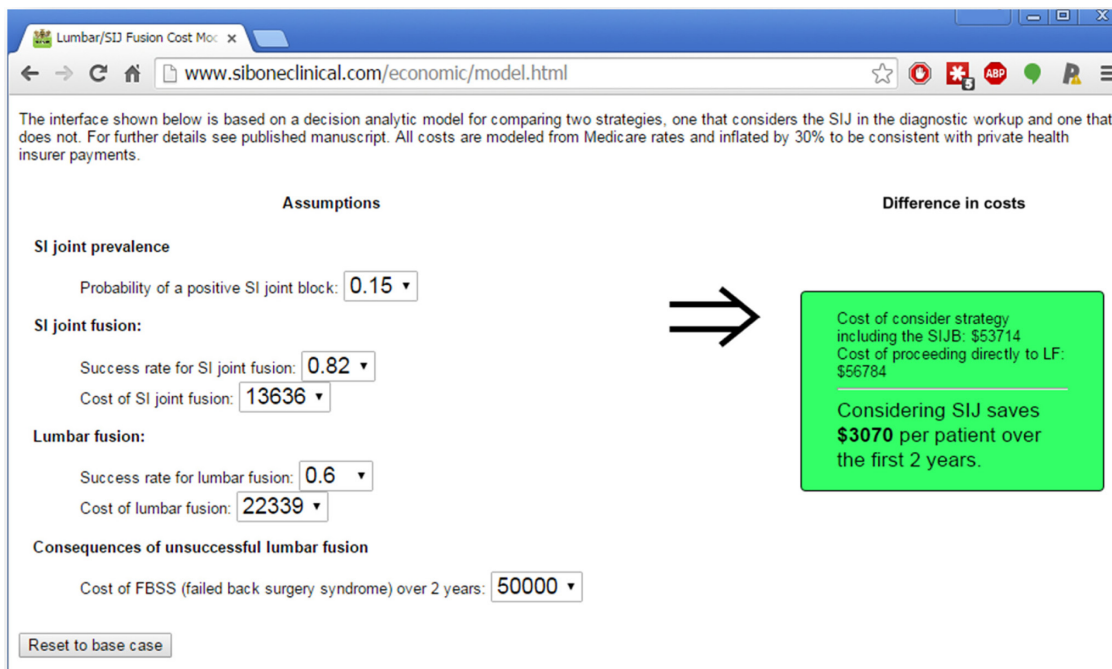 Lumbar/SIJ Fusion Cost Moc x
www.siboneclinical.com/economic/model.html
5
ABP
The interface shown below is based on a decision analytic model for comparing two strategies, one that considers the SIJ in the diagnostic workup and one that
does not. For further details see published manuscript. All costs are modeled from Medicare rates and inflated by 30% to be consistent with private health
insurer payments.
Assumptions
Difference in costs
SI joint prevalence
Probability of a positive SI joint block: 0.15
SI joint fusion:
Success rate for SI joint fusion: 0.82
Cost of SI joint fusion: 13636
Lumbar fusion:
Success rate for lumbar fusion: 0.6
Cost of lumbar fusion: 22339
Consequences of unsuccessful lumbar fusion
Cost of FBSS (failed back surgery syndrome) over 2 years: 50000
Reset to base case
Cost of consider strategy
including the SIJB: $53714
Cost of proceeding directly to LF:
$56784
Considering SIJ saves
$3070 per patient over
the first 2 years.